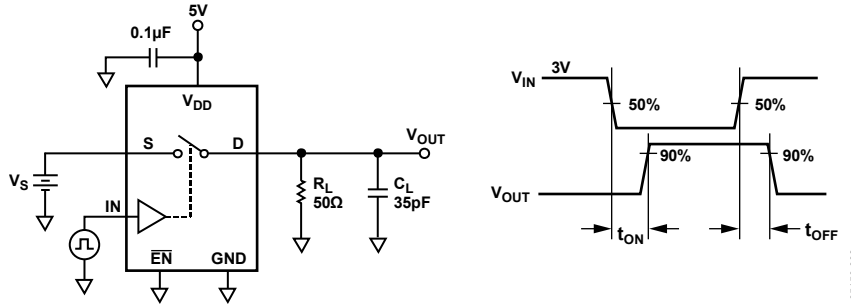 5V
0.1µF
VDD
S
D
VOUT
VS
IN
RL
50Ω
CL
35pF
EN
GND
VIN
3V
50%
50%
90%
90%
VOUT
tON
tOFF